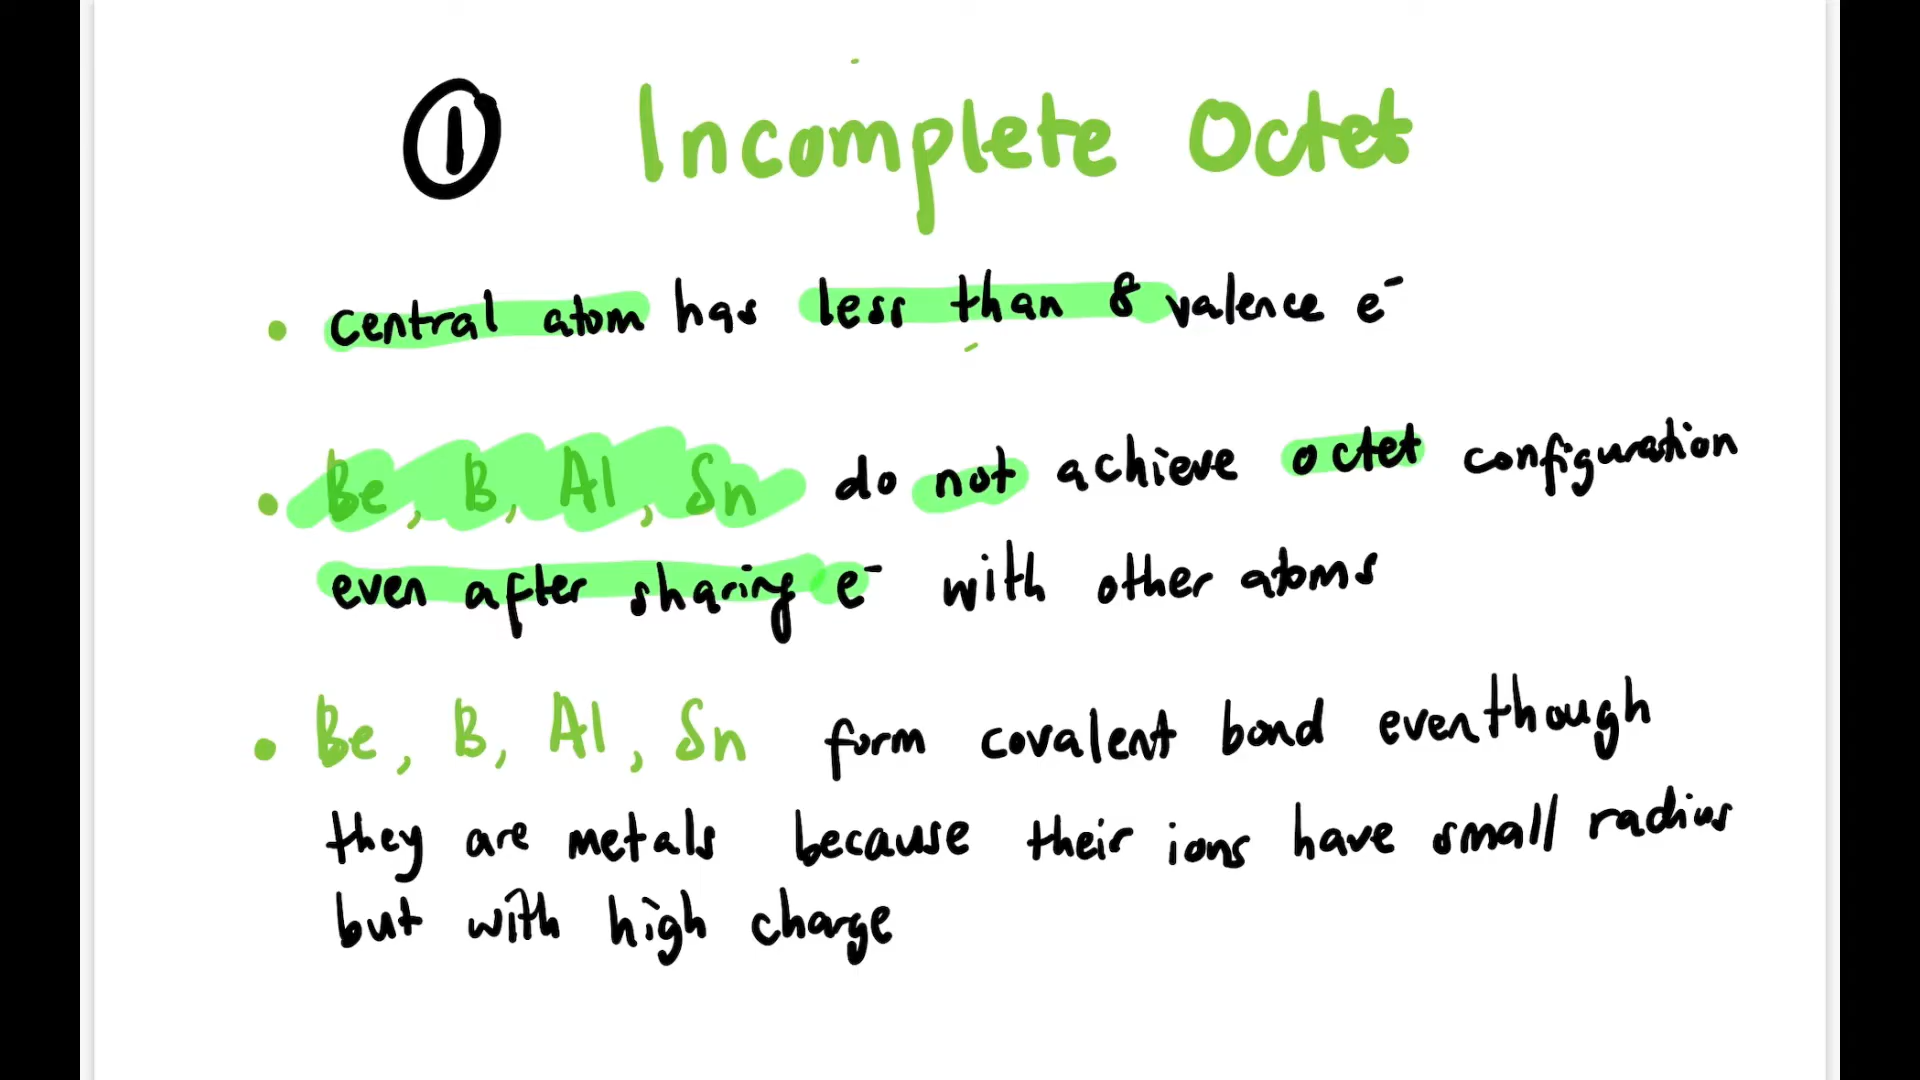 ① Incomplete Octet
• central atom has less than 8 valence e⁻
• Be, B, Al, Sn do not achieve octet configuration
even after sharing e⁻ with other atoms
• Be, B, Al, Sn form covalent bond eventhough
they are metals because their ions have small radius
but with high charge